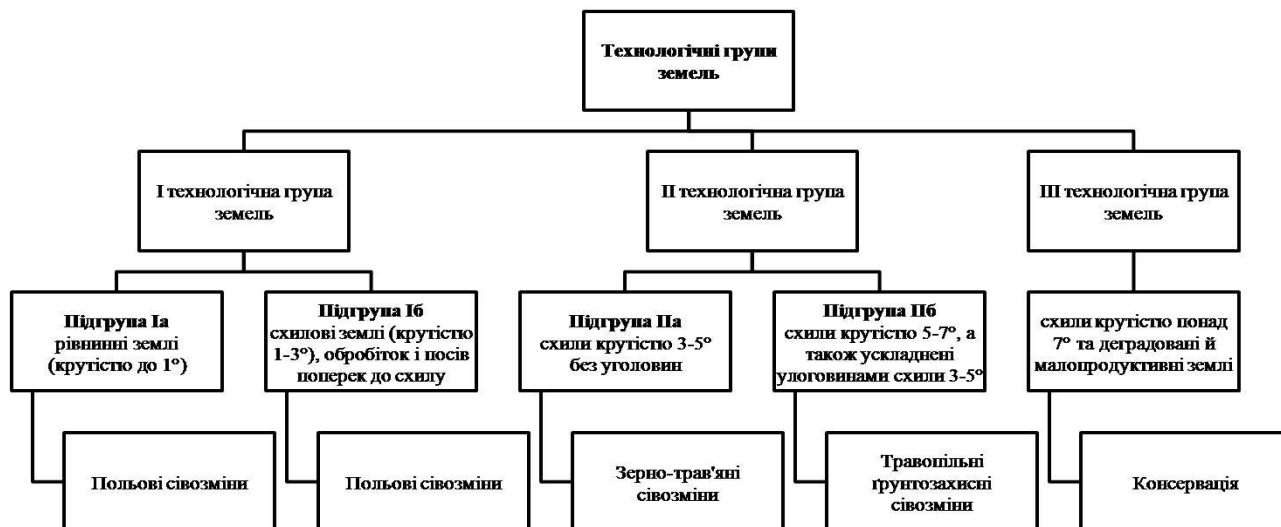 Технологічні групи
земель
І технологічна група
земель
ІІ технологічна група
земель
ІІІ технологічна група
земель
Підгрупа Іа
рівнинні землі
(крутістю до 1°)
Підгрупа Іб
схилові землі (крутістю
1-3°), обробіток і посів
поперек до схилу
Підгрупа ІІа
схили крутістю 3-5°
без уголовин
Підгрупа ІІб
схили крутістю 5-7°, а
також ускладнені
улоговинами схили 3-5°
схили крутістю понад
7° та деградовані й
малопродуктивні землі
Польові сівозміни
Польові сівозміни
Зерно-трав'яні
сівозміни
Травопільні
ґрунтозахисні
сівозміни
Консервація